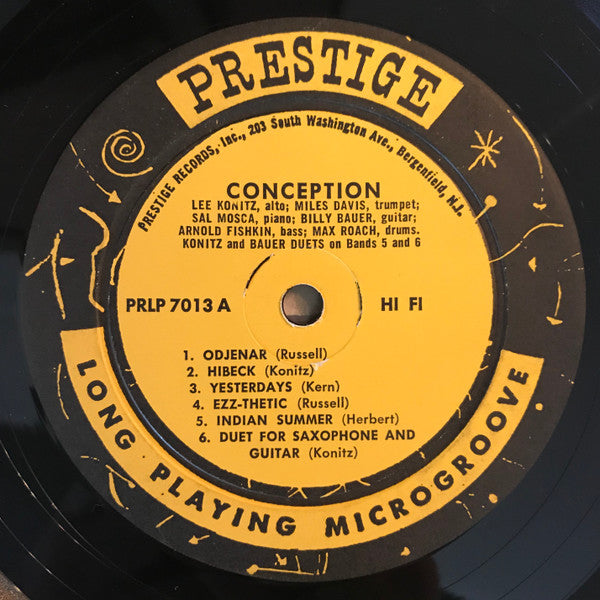 PRESTIGE
PRESTIGE RECORDS, Inc., 203 South Washington Ave., Bergenfield, N.J.
CONCEPTION
LEE KONITZ, alto; MILES DAVIS, trumpet;
SAL MOSCA, piano; BILLY BAUER, guitar;
ARNOLD FISHKIN, bass; MAX ROACH, drums.
KONITZ and BAUER DUETS on Bands 5 and 6
PRLP 7013 A
HI FI
1. ODJENAR (Russell)
2. HIBECK (Konitz)
3. YESTERDAYS (Kern)
4. EZZ-THETIC (Russell)
5. INDIAN SUMMER (Herbert)
6. DUET FOR SAXOPHONE AND
GUITAR (Konitz)
LONG PLAYING MICROGROOVE